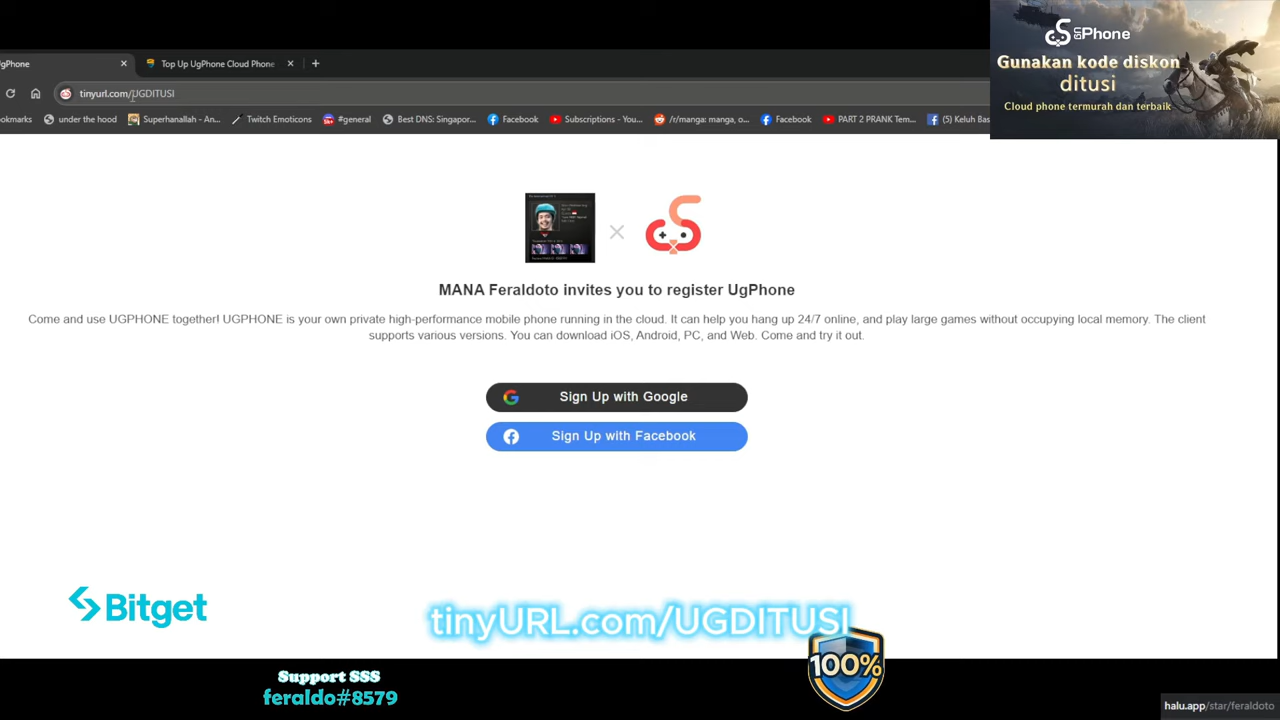 gPhone
Top Up UgPhone Cloud Phone
tinyurl.com/UGDITUSI
okmarks
under the hood
Superhanallah - An...
Twitch Emoticons
#general
Best DNS: Singapor...
Facebook
Subscriptions - You...
/r/manga: manga, o...
Facebook
PART 2 PRANK Tem...
(5) Keluh Bas
UgPhone
Gunakan kode diskon
ditusi
Cloud phone termurah dan terbaik
MANA Feraldoto invites you to register UgPhone
Come and use UGPHONE together! UGPHONE is your own private high-performance mobile phone running in the cloud. It can help you hang up 24/7 online, and play large games without occupying local memory. The client
supports various versions. You can download iOS, Android, PC, and Web. Come and try it out.
Sign Up with Google
Sign Up with Facebook
Bitget
tinyURL.com/UGDITUSI
100%
Support SSS
feraldo#8579
halu.app/star/feraldoto